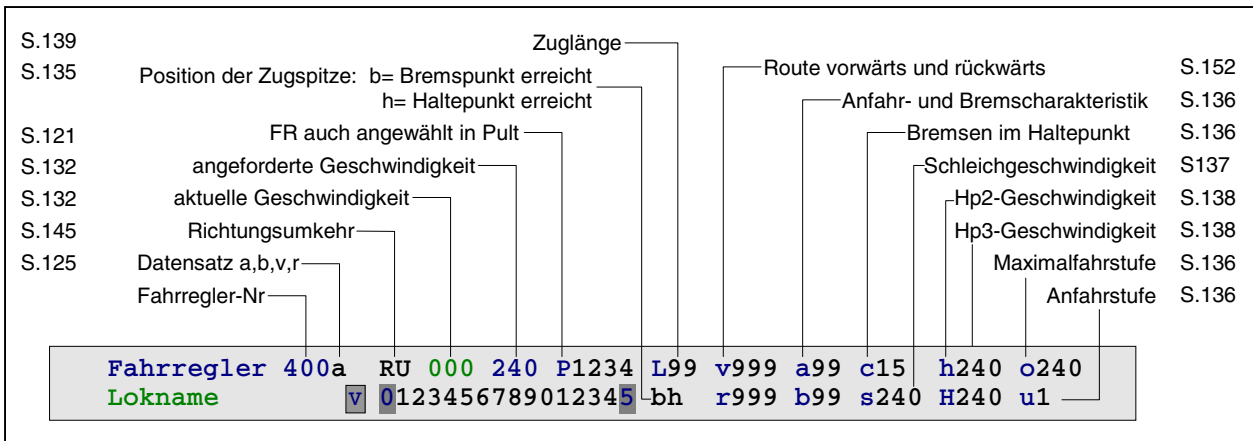 S.139 Zuglänge
S.135 Position der Zugspitze: b= Bremspunkt erreicht Route vorwärts und rückwärts S.152
h= Haltepunkt erreicht Anfahr- und Bremscharakteristik S.136
S.121 FR auch angewählt in Pult Bremsen im Haltepunkt S.136
S.132 angeforderte Geschwindigkeit Schleichgeschwindigkeit S137
S.132 aktuelle Geschwindigkeit Hp2-Geschwindigkeit S.138
S.145 Richtungsumkehr Hp3-Geschwindigkeit S.138
S.125 Datensatz a,b,v,r Maximalfahrstufe S.136
Fahrregler-Nr Anfahrstufe S.136
Fahrregler 400a RU 000 240 P1234 L99 v999 a99 c15 h240 o240
Lokname v 0123456789012345 bh r999 b99 s240 H240 u1